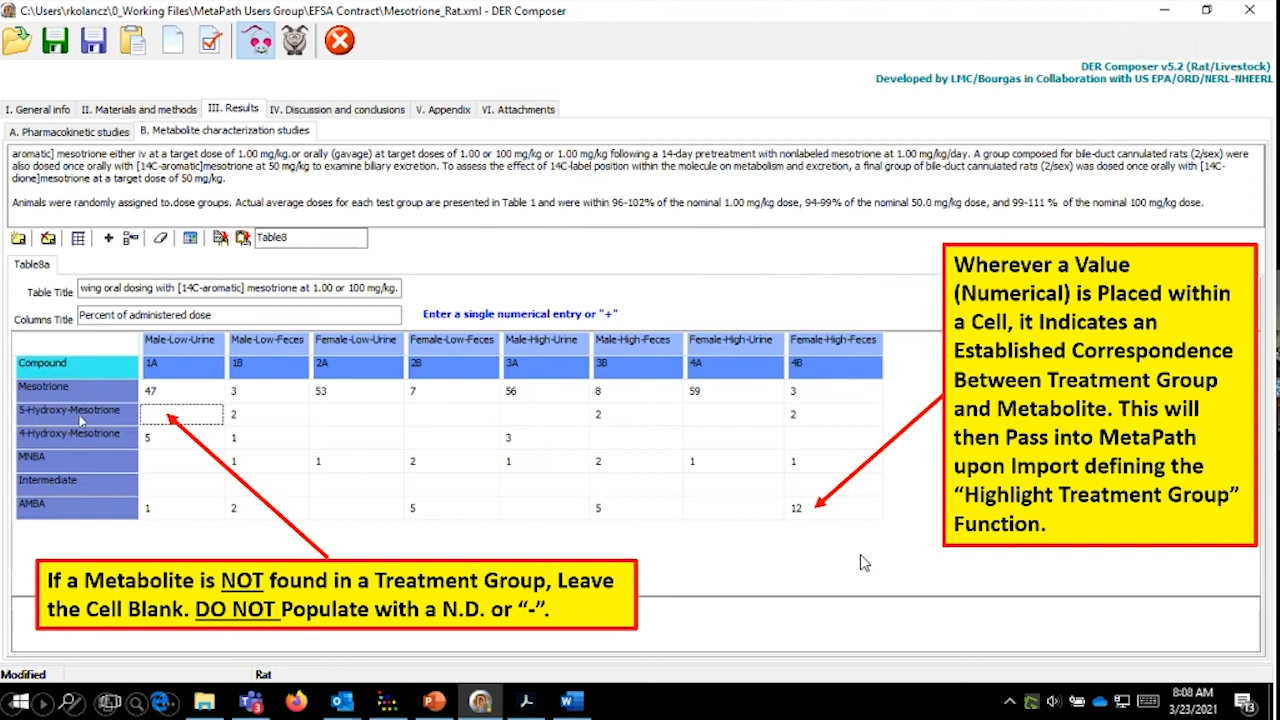 C:\Users\rkolancz\0_Working Files\MetaPath Users Group\EFSA Contract\Mesotrione_Rat.xml - DER Composer
DER Composer v5.2 (Rat/Livestock)
Developed by LMC/Bourgas in Collaboration with US EPA/ORD/NERL-NHEERL
I. General info II. Materials and methods III. Results IV. Discussion and conclusions V. Appendix VI. Attachments
A. Pharmacokinetic studies B. Metabolite characterization studies
aromatic] mesotrione either iv at a target dose of 1.00 mg/kg.or orally (gavage) at target doses of 1.00 or 100 mg/kg or 1.00 mg/kg following a 14-day pretreatment with nonlabeled mesotrione at 1.00 mg/kg/day. A group composed for bile-duct cannulated rats (2/sex) were
also dosed once orally with [14C-aromatic]mesotrione at 50 mg/kg to examine biliary excretion. To assess the effect of 14C-label position within the molecule on metabolism and excretion, a final group of bile-duct cannulated rats (2/sex) was dosed once orally with [14C-
dione]mesotrione at a target dose of 50 mg/kg.
Animals were randomly assigned to.dose groups. Actual average doses for each test group are presented in Table 1 and were within 96-102% of the nominal 1.00 mg/kg dose, 94-99% of the nominal 50.0 mg/kg dose, and 99-111 % of the nominal 100 mg/kg dose.
Table8
Table8a
Table Title wing oral dosing with [14C-aromatic] mesotrione at 1.00 or 100 mg/kg.
Columns Title Percent of administered dose Enter a single numerical entry or "+"
Male-Low-Urine Male-Low-Feces Female-Low-Urine Female-Low-Feces Male-High-Urine Male-High-Feces Female-High-Urine Female-High-Feces
Compound 1A 1B 2A 2B 3A 3B 4A 4B
Mesotrione 47 3 53 7 56 8 59 3
5-Hydroxy-Mesotrione 2 2 2
4-Hydroxy-Mesotrione 5 1 3
MNBA 1 1 2 1 2 1 1
Intermediate
AMBA 1 2 5 5 12
Wherever a Value
(Numerical) is Placed within
a Cell, it Indicates an
Established Correspondence
Between Treatment Group
and Metabolite. This will
then Pass into MetaPath
upon Import defining the
“Highlight Treatment Group”
Function.
If a Metabolite is NOT found in a Treatment Group, Leave
the Cell Blank. DO NOT Populate with a N.D. or “-”.
Modified Rat
8:08 AM
3/23/2021
13